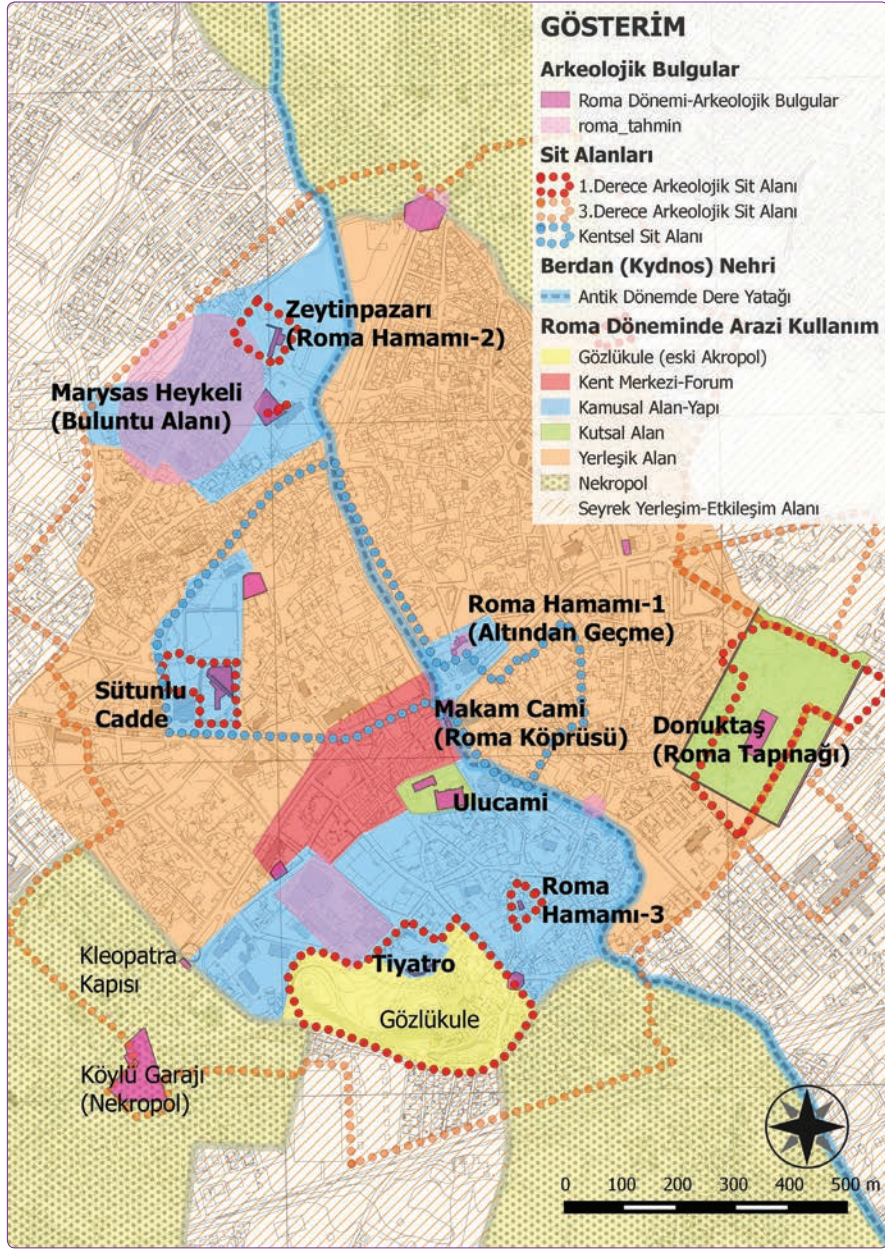 GÖSTERİM
Arkeolojik Bulgular
Roma Dönemi-Arkeolojik Bulgular
roma_tahmin
Sit Alanları
1.Derece Arkeolojik Sit Alanı
3.Derece Arkeolojik Sit Alanı
Kentsel Sit Alanı
Berdan (Kydnos) Nehri
Antik Dönemde Dere Yatağı
Roma Döneminde Arazi Kullanım
Gözlükule (eski Akropol)
Kent Merkezi-Forum
Kamusal Alan-Yapı
Kutsal Alan
Yerleşik Alan
Nekropol
Seyrek Yerleşim-Etkileşim Alanı
Zeytinpazarı
(Roma Hamamı-2)
Marysas Heykeli
(Buluntu Alanı)
Roma Hamamı-1
(Altından Geçme)
Sütunlu
Cadde
Makam Cami
(Roma Köprüsü)
Donuktaş
(Roma Tapınağı)
Ulucami
Roma
Hamamı-3
Kleopatra
Kapısı
Tiyatro
Gözlükule
Köylü Garajı
(Nekropol)
0 100 200 300 400 500 m